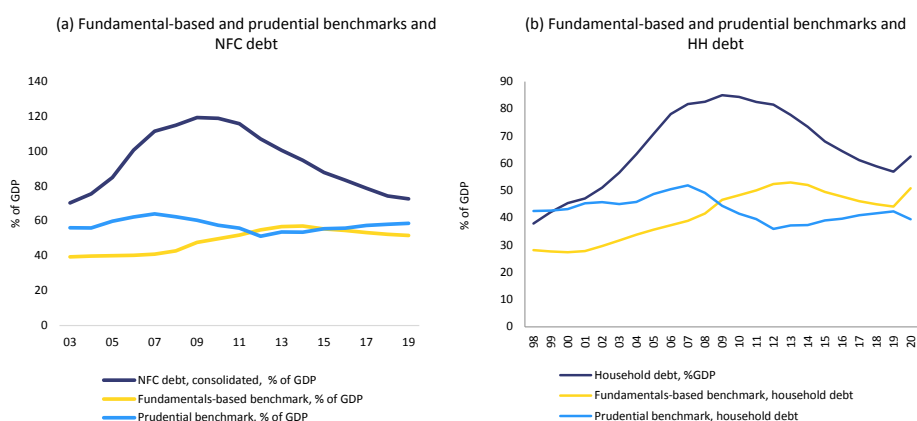 (a) Fundamental-based and prudential benchmarks and
NFC debt
% of GDP
140
120
100
80
60
40
20
0
03 05 07 09 11 13 15 17 19
NFC debt, consolidated, % of GDP
Fundamentals-based benchmark, % of GDP
Prudential benchmark, % of GDP
(b) Fundamental-based and prudential benchmarks and
HH debt
% of GDP
90
80
70
60
50
40
30
20
10
0
98 99 00 01 02 03 04 05 06 07 08 09 10 11 12 13 14 15 16 17 18 19 20
Household debt, %GDP
Fundamentals-based benchmark, household debt
Prudential benchmark, household debt